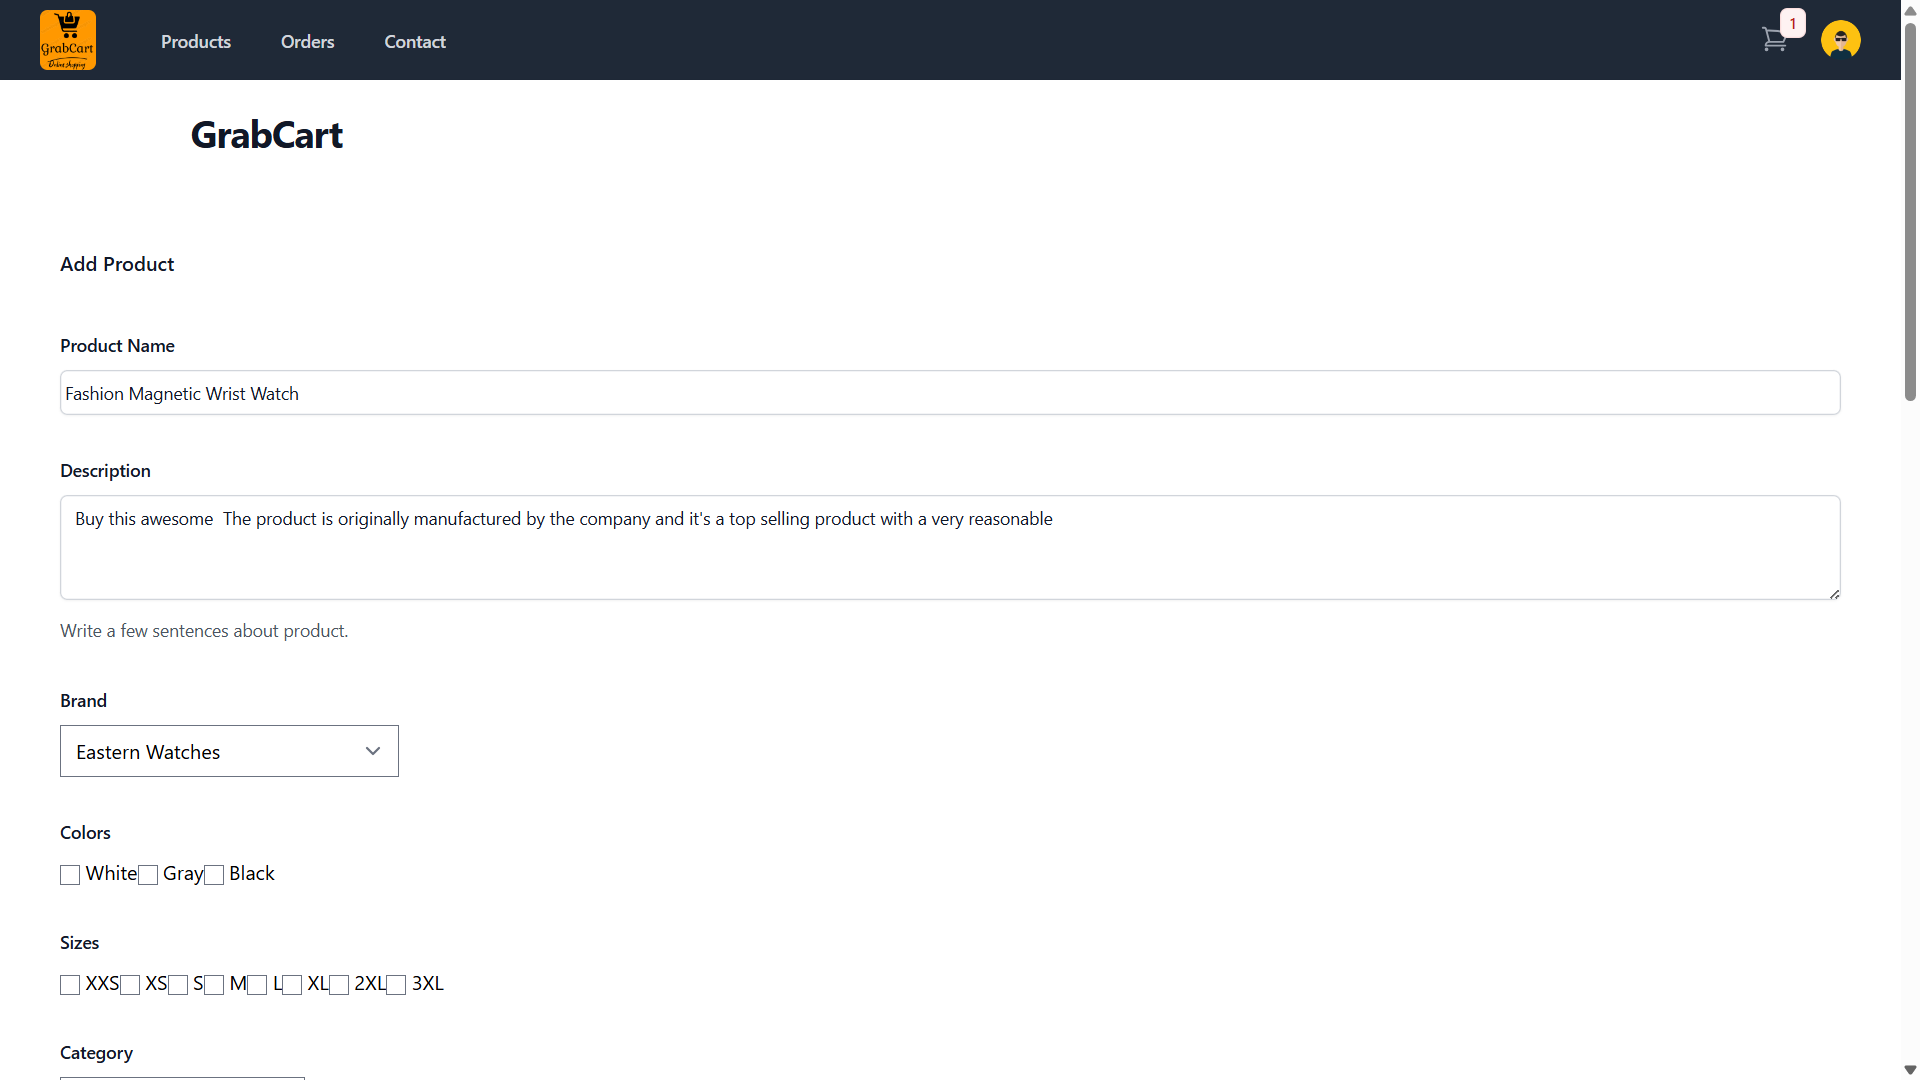 GrabCart
Online Shopping
Products Orders Contact
1
GrabCart
Add Product
Product Name
Fashion Magnetic Wrist Watch
Description
Buy this awesome  The product is originally manufactured by the company and it's a top selling product with a very reasonable
Write a few sentences about product.
Brand
Eastern Watches
Colors
White Gray Black
Sizes
XXS XS S M L XL 2XL 3XL
Category